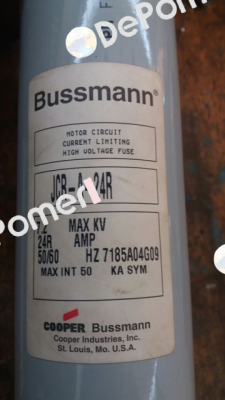 Bussmann®
MOTOR CIRCUIT
CURRENT LIMITING
HIGH VOLTAGE FUSE
JCR-A 24R
MAX KV
24R AMP
50/60 HZ 7185A04G09
MAX INT 50 KA SYM
COOPER Bussmann
Cooper Industries, Inc.
St. Louis, Mo. U.S.A.